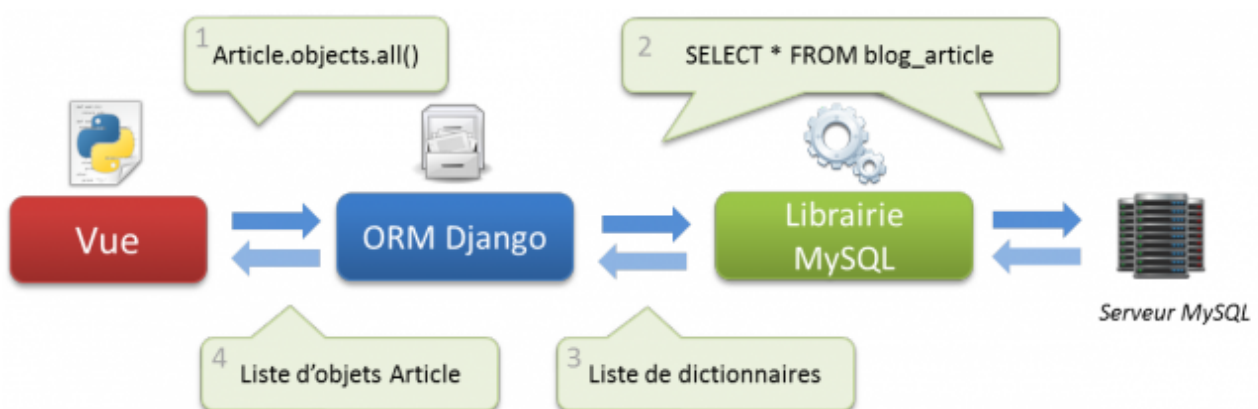 1
Article.objects.all()
2
SELECT * FROM blog_article
Vue
ORM Django
Librairie
MySQL
Serveur MySQL
4
Liste d'objets Article
3
Liste de dictionnaires